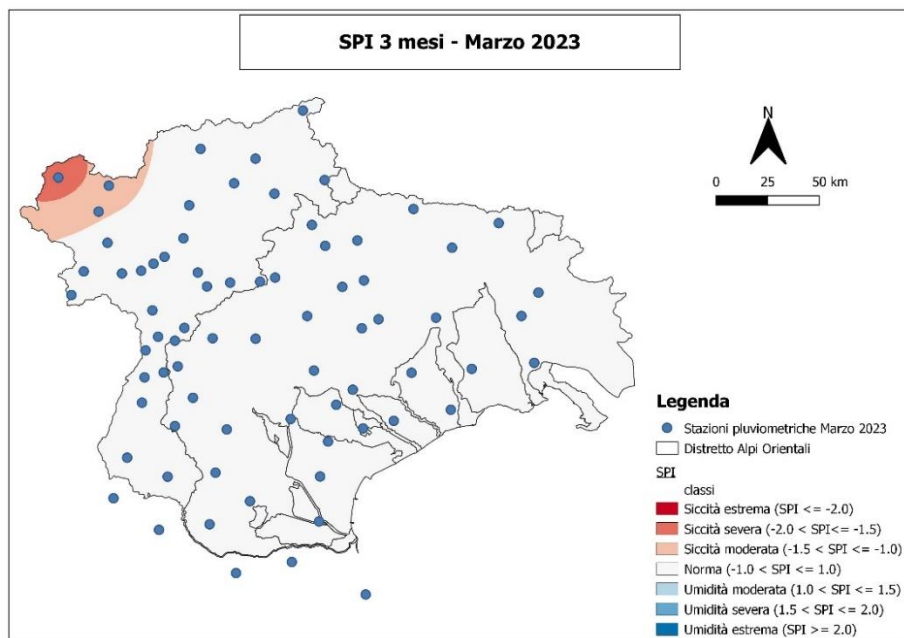 SPI 3 mesi - Marzo 2023
N
0 25 50 km
Legenda
Stazioni pluviometriche Marzo 2023
Distretto Alpi Orientali
SPI
classi
Siccità estrema (SPI <= -2.0)
Siccità severa (-2.0 < SPI<= -1.5)
Siccità moderata (-1.5 < SPI <= -1.0)
Norma (-1.0 < SPI <= 1.0)
Umidità moderata (1.0 < SPI <= 1.5)
Umidità severa (1.5 < SPI <= 2.0)
Umidità estrema (SPI >= 2.0)